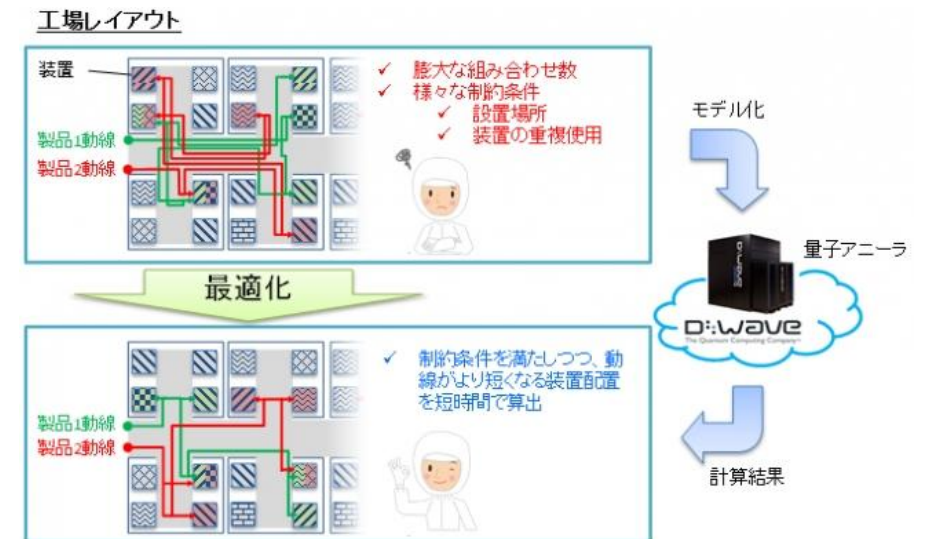 工場レイアウト
装置
製品1動線
製品2動線
✓ 膨大な組み合わせ数
✓ 様々な制約条件
✓ 設置場所
✓ 装置の重複使用
モデル化
量子アニーラ
D:wave
D:wave
The Quantum Computing Company
最適化
製品1動線
製品2動線
✓ 制約条件を満たしつつ、動
線がより短くなる装置配置
を短時間で算出
計算結果